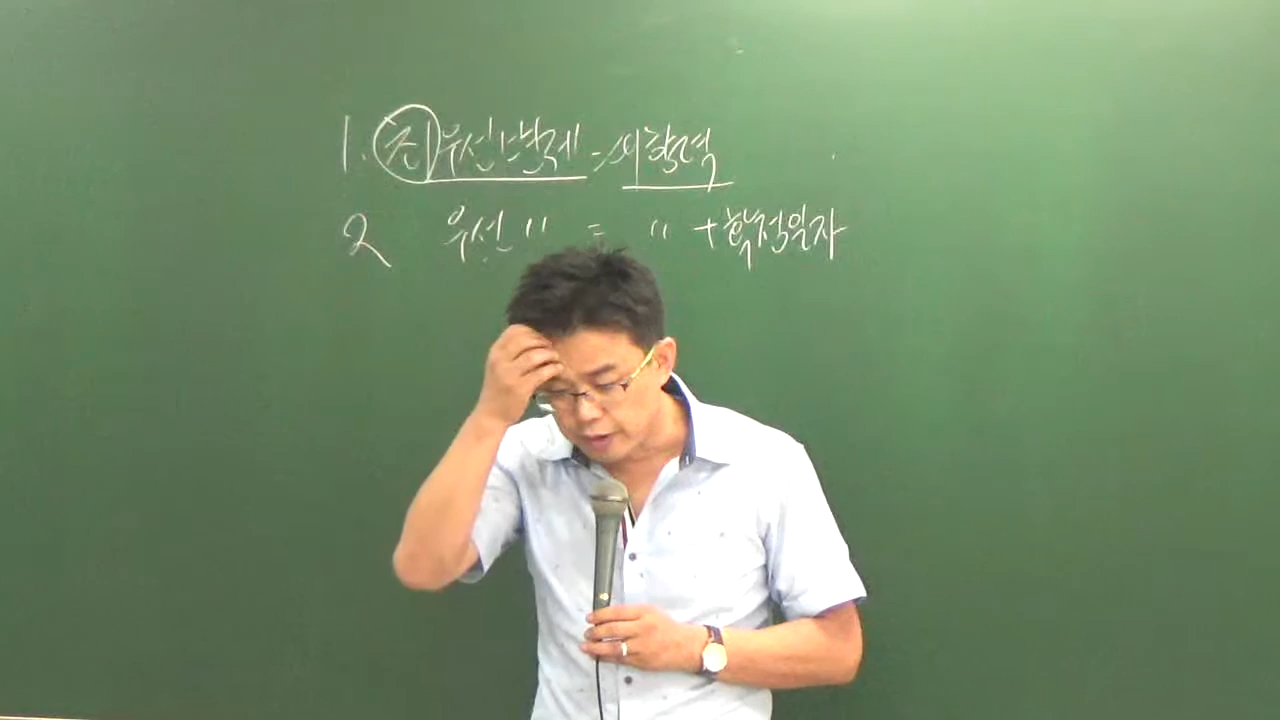 1. 최우선변제 = 대항력
2 우선 " = " + 확정일자